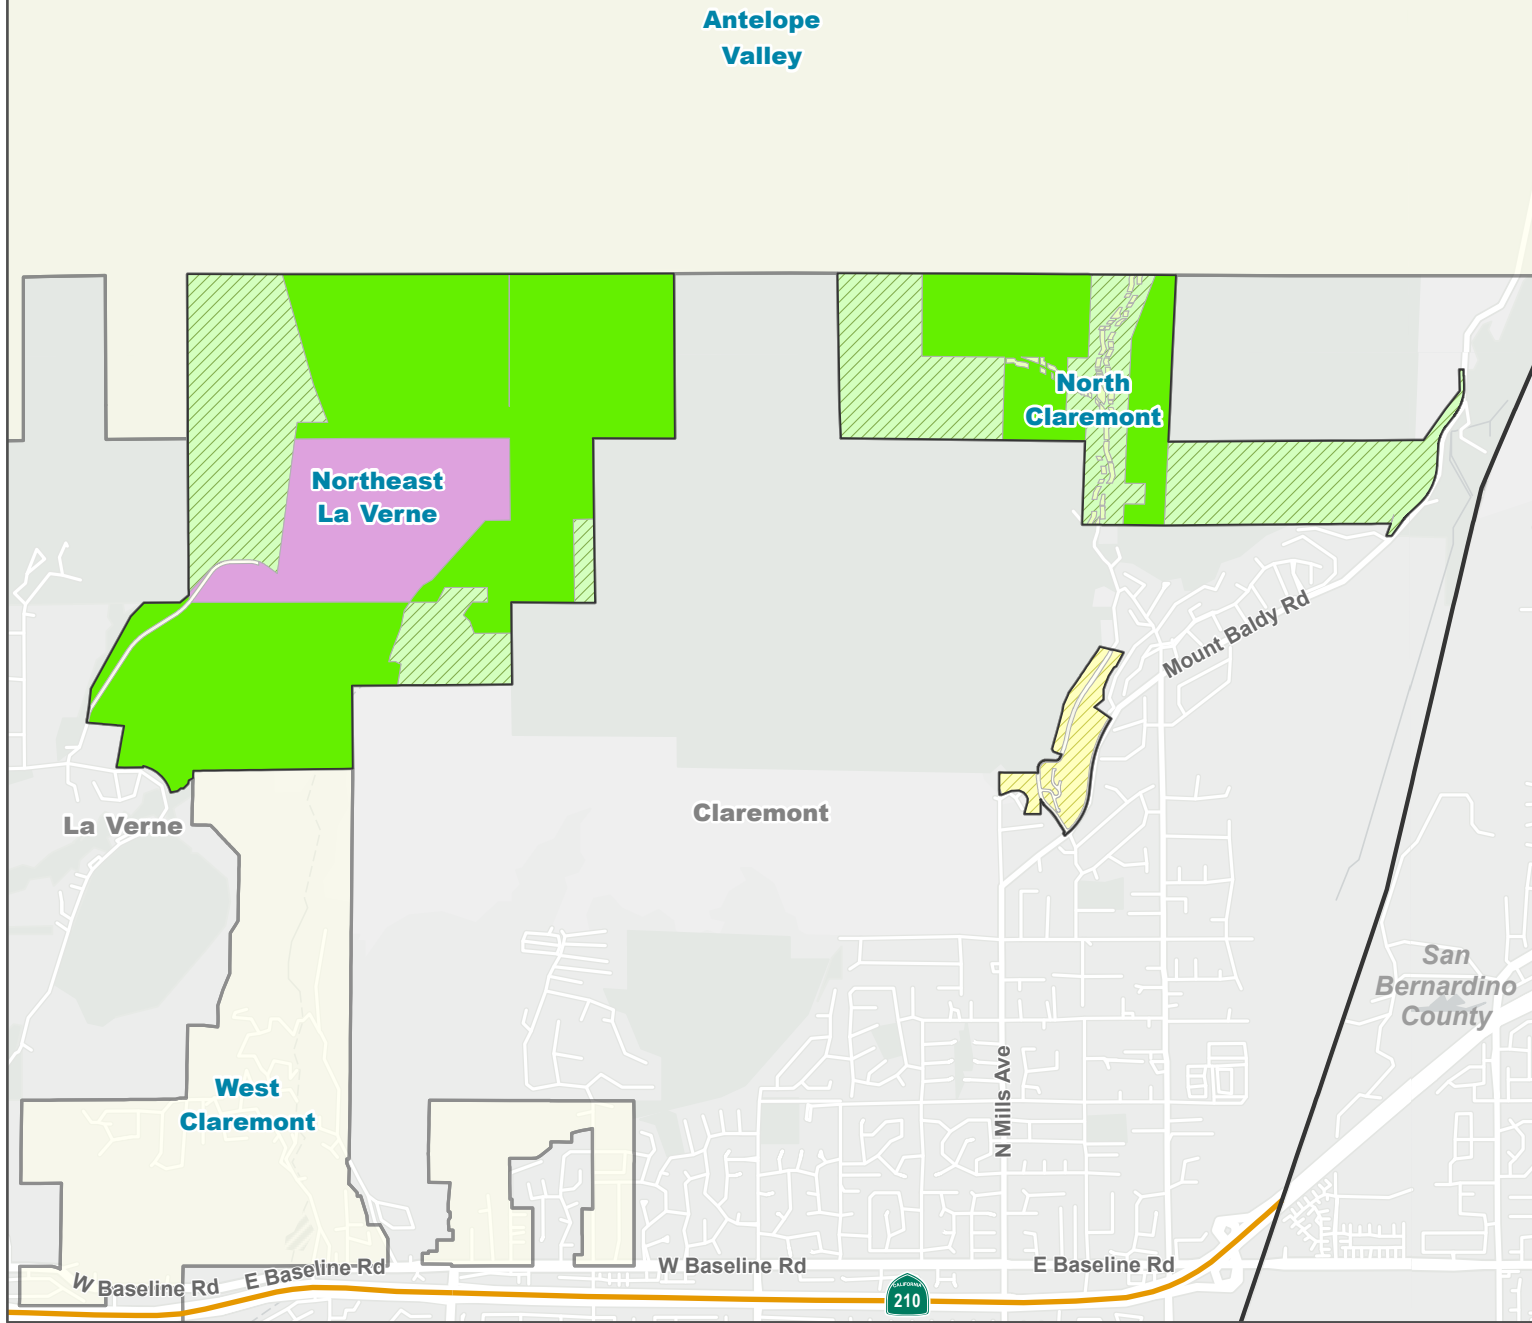 Antelope
Valley
North
Claremont
Northeast
La Verne
Mount Baldy Rd
La Verne
Claremont
San
Bernardino
County
West
Claremont
N Mills Ave
W Baseline Rd
E Baseline Rd
W Baseline Rd
E Baseline Rd
CALIFORNIA
210